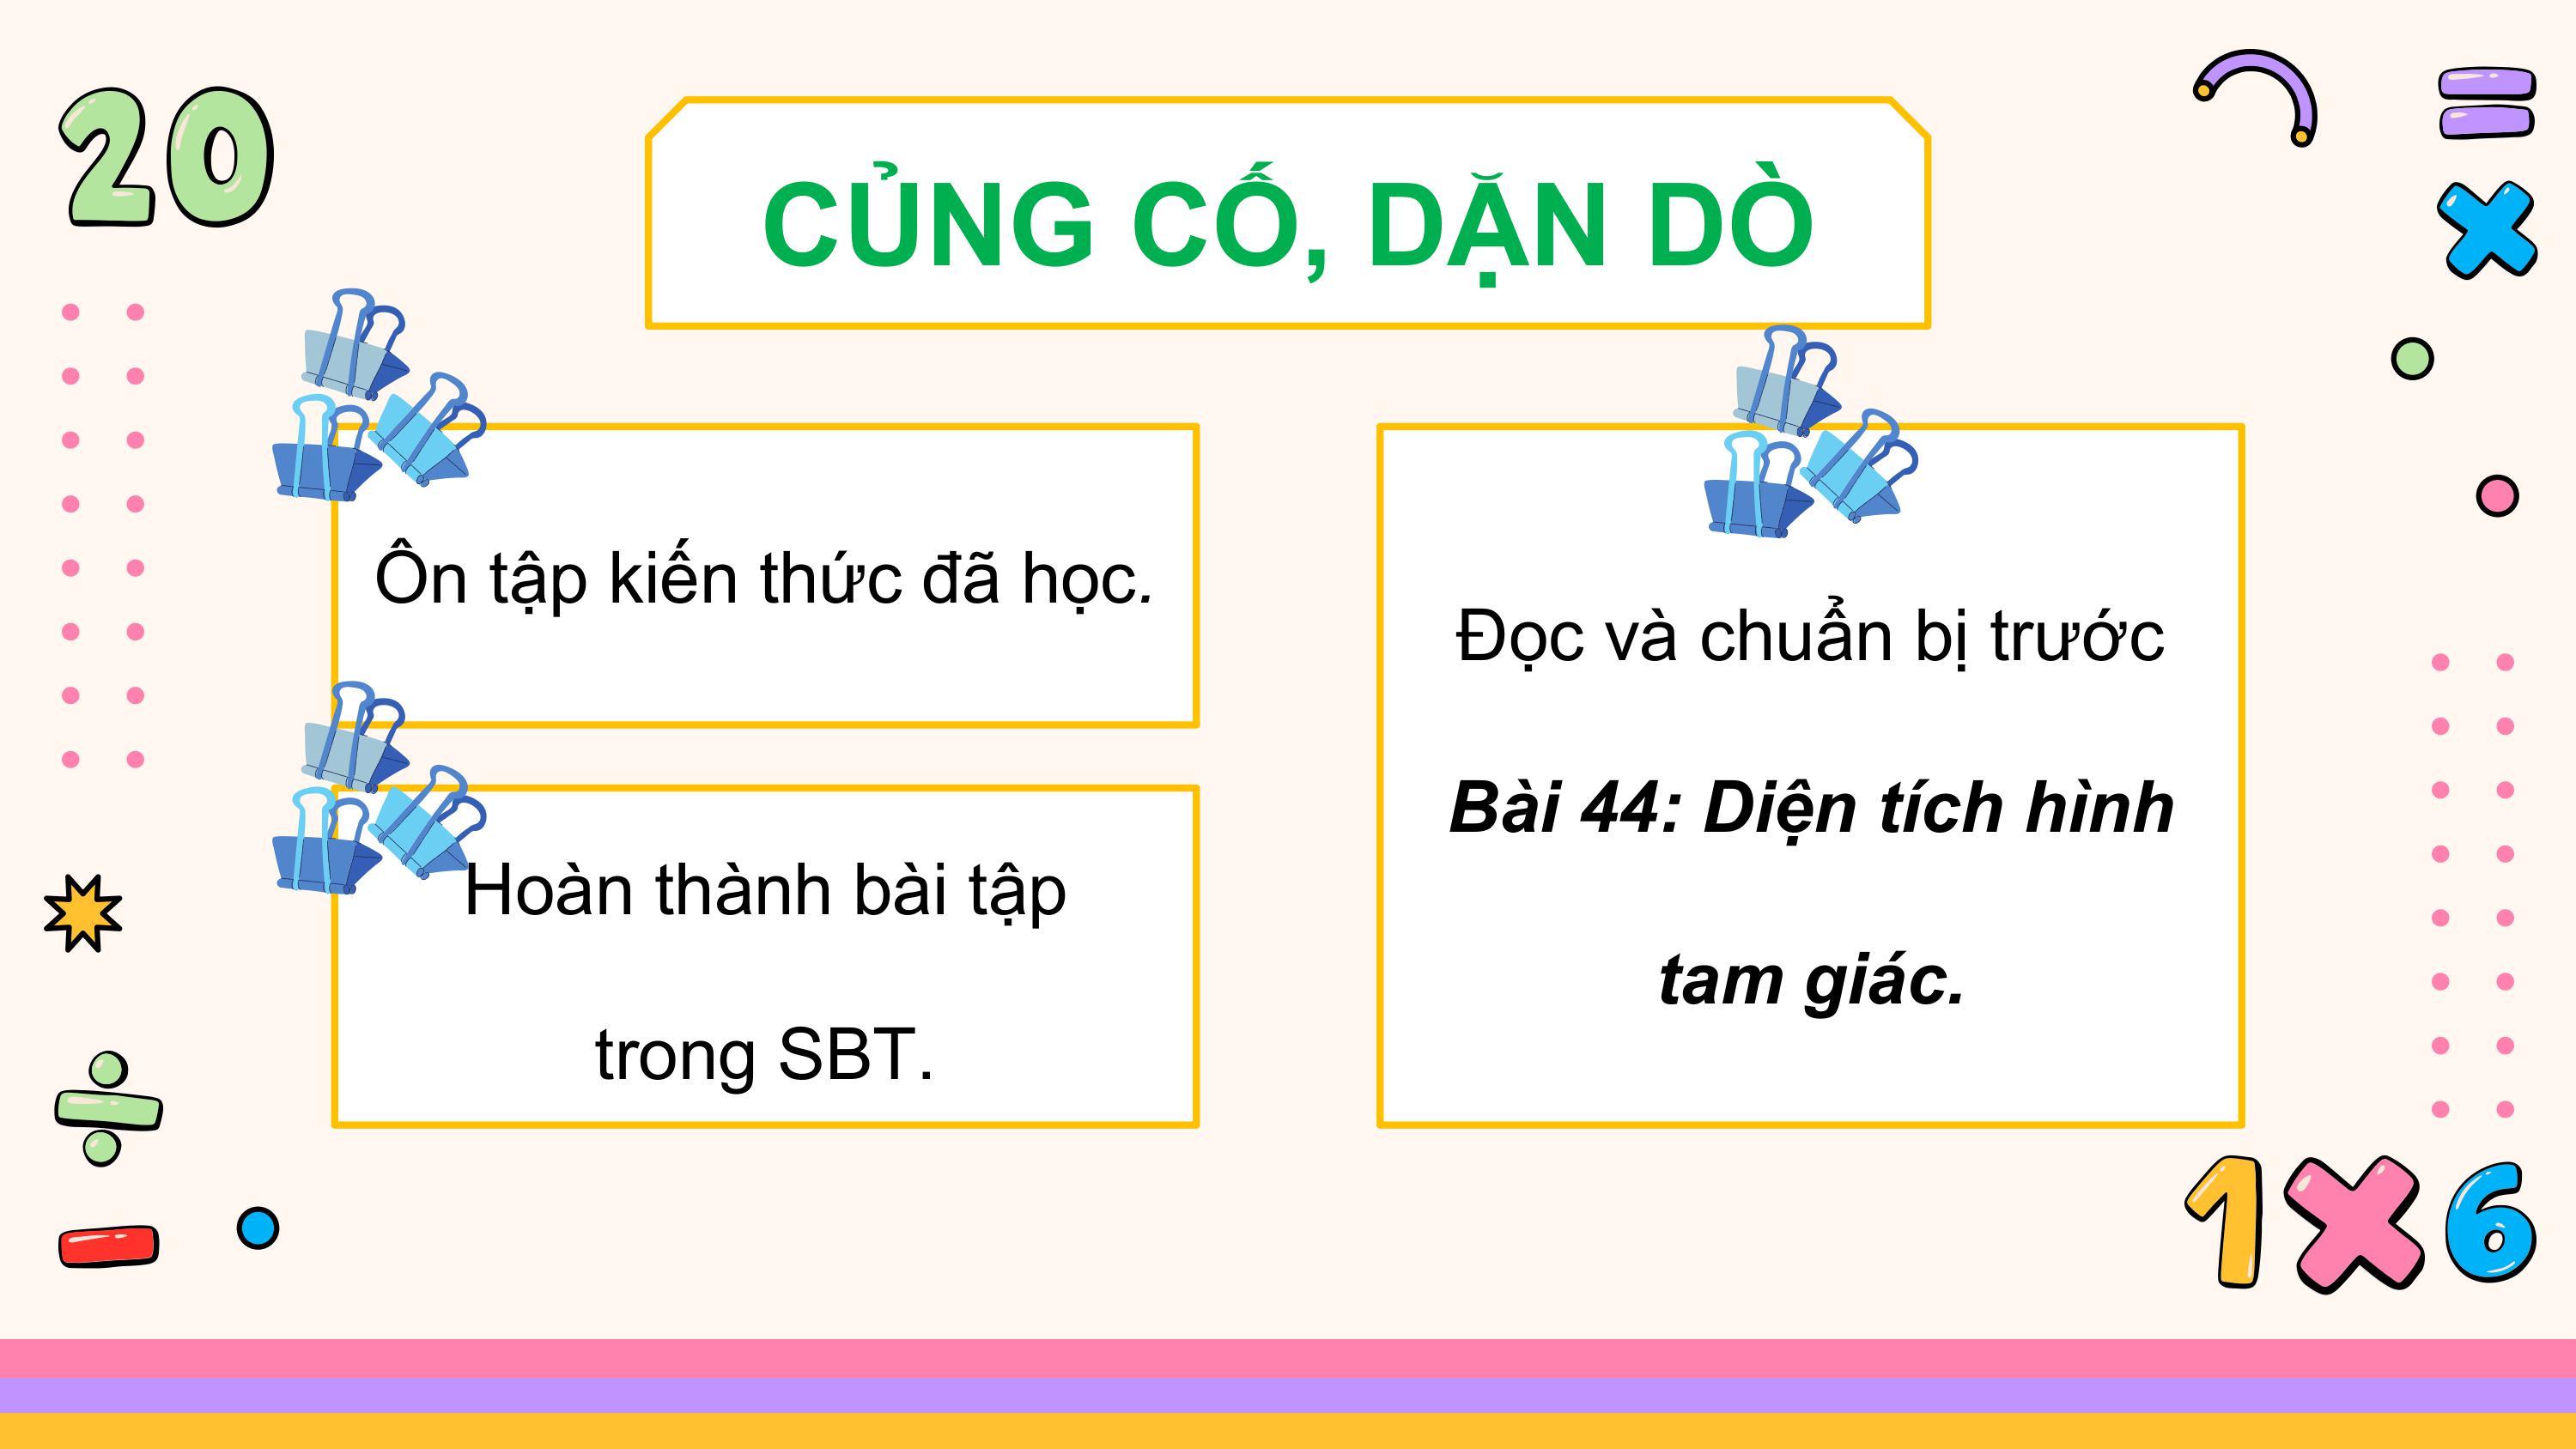 20
CỦNG CỐ, DẶN DÒ
Ôn tập kiến thức đã học.
Hoàn thành bài tập
trong SBT.
Đọc và chuẩn bị trước
Bài 44: Diện tích hình
tam giác.
1×6